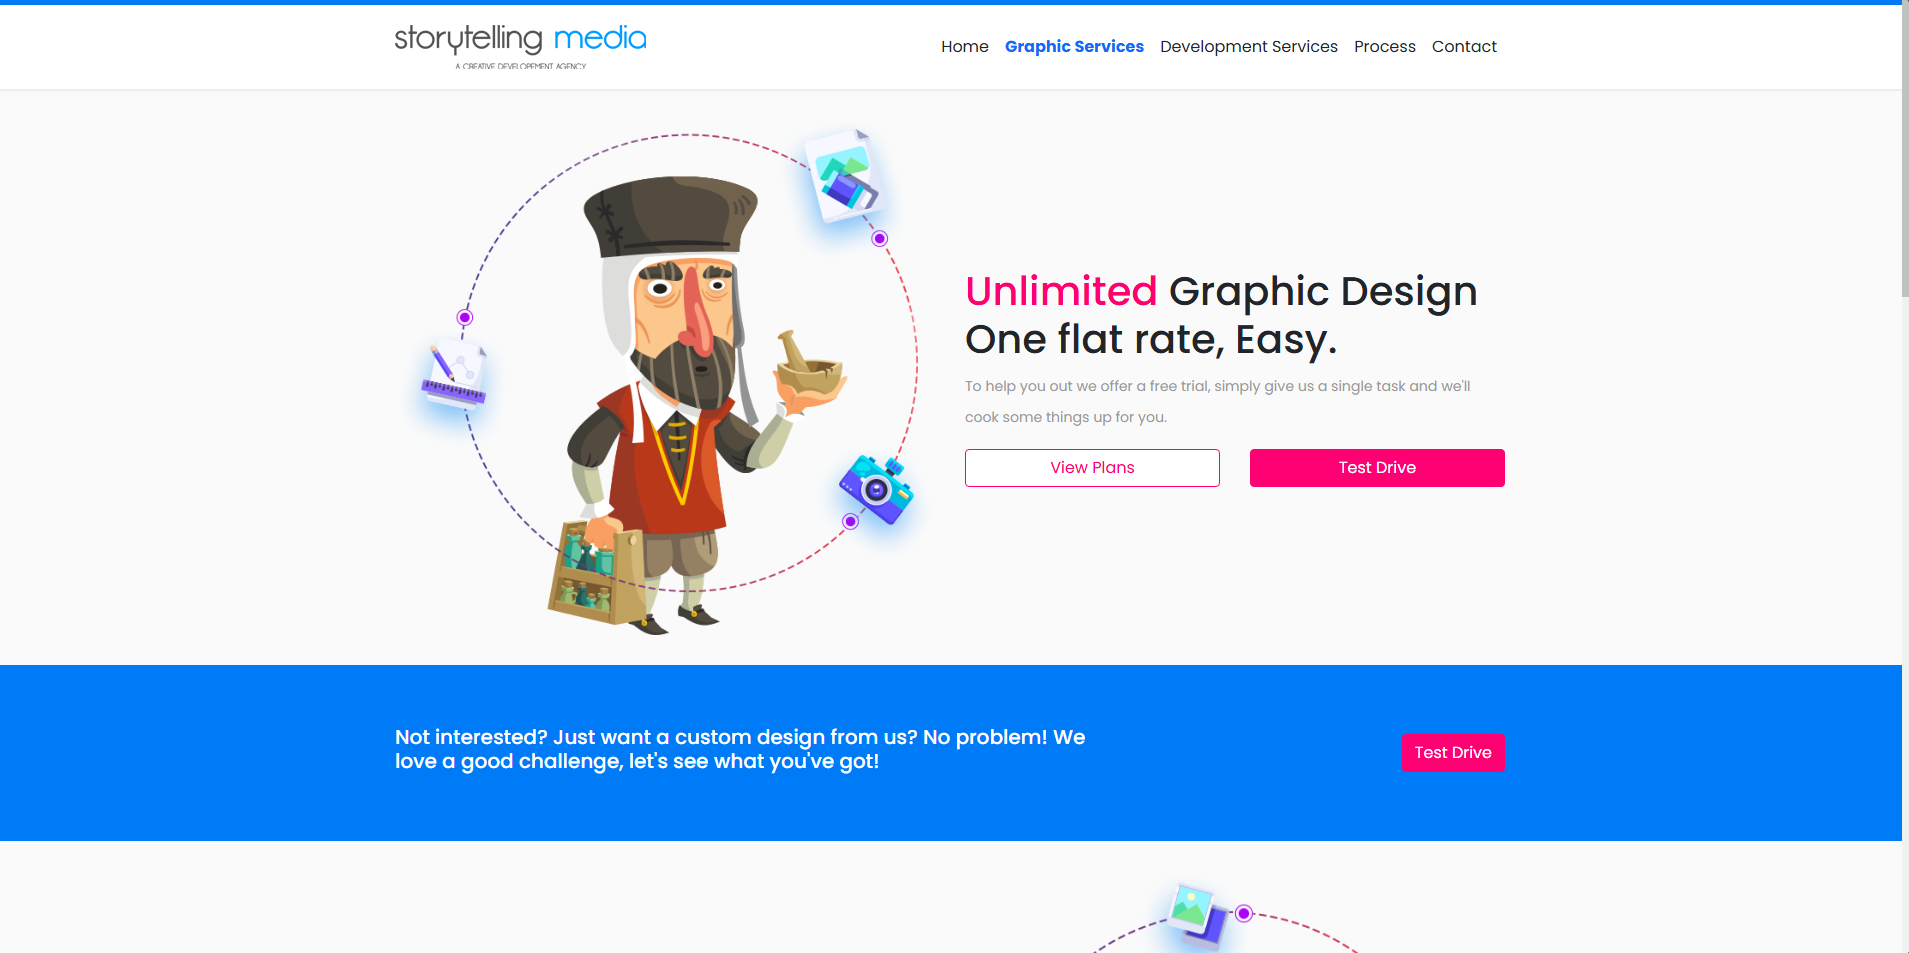 storytelling media
A CREATIVE DEVELOPEMENT AGENCY
Home Graphic Services Development Services Process Contact
Unlimited Graphic Design
One flat rate, Easy.
To help you out we offer a free trial, simply give us a single task and we'll
cook some things up for you.
View Plans Test Drive
Not interested? Just want a custom design from us? No problem! We
love a good challenge, let's see what you've got!
Test Drive